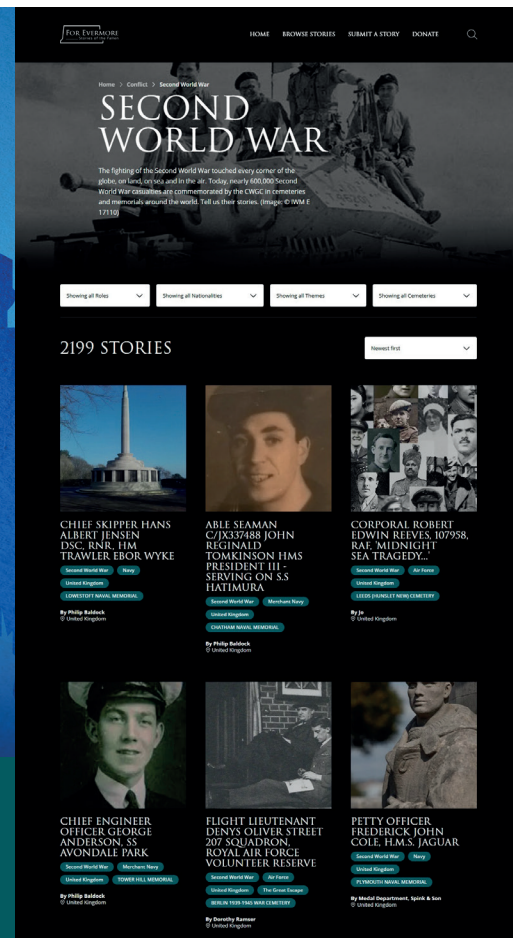 FOR EVERMORE
Stories of the Fallen
HOME BROWSE STORIES SUBMIT A STORY DONATE
Home > Conflict > Second World War
SECOND
WORLD WAR
The fighting of the Second World War touched every corner of the
globe, on land, on sea and in the air. Today, nearly 600,000 Second
World War casualties are commemorated by the CWGC in cemeteries
and memorials around the world. Tell us their stories. (Image: © IWM E
17110)
Showing all Roles
Showing all Nationalities
Showing all Themes
Showing all Cemeteries
2199 STORIES
Newest first
CHIEF SKIPPER HANS
ALBERT JENSEN
DSC, RNR, HM
TRAWLER EBOR WYKE
Second World War Navy
United Kingdom
LOWESTOFT NAVAL MEMORIAL
By Philip Baldock
United Kingdom
ABLE SEAMAN
C/JX337488 JOHN
REGINALD
TOMKINSON HMS
PRESIDENT III -
SERVING ON S.S
HATIMURA
Second World War Merchant Navy
United Kingdom
CHATHAM NAVAL MEMORIAL
By Philip Baldock
United Kingdom
CORPORAL ROBERT
EDWIN REEVES, 107958,
RAF, 'MIDNIGHT
SEA TRAGEDY...'
Second World War Air Force
United Kingdom
LEEDS (HUNSLET NEW) CEMETERY
By Jo
United Kingdom
CHIEF ENGINEER
OFFICER GEORGE
ANDERSON, SS
AVONDALE PARK
Second World War Merchant Navy
United Kingdom TOWER HILL MEMORIAL
By Philip Baldock
United Kingdom
FLIGHT LIEUTENANT
DENYS OLIVER STREET
207 SQUADRON,
ROYAL AIR FORCE
VOLUNTEER RESERVE
Second World War Air Force
United Kingdom The Great Escape
BERLIN 1939-1945 WAR CEMETERY
By Dorothy Ramser
United Kingdom
PETTY OFFICER
FREDERICK JOHN
COLE, H.M.S. JAGUAR
Second World War Navy
United Kingdom
PLYMOUTH NAVAL MEMORIAL
By Medal Department, Spink & Son
United Kingdom